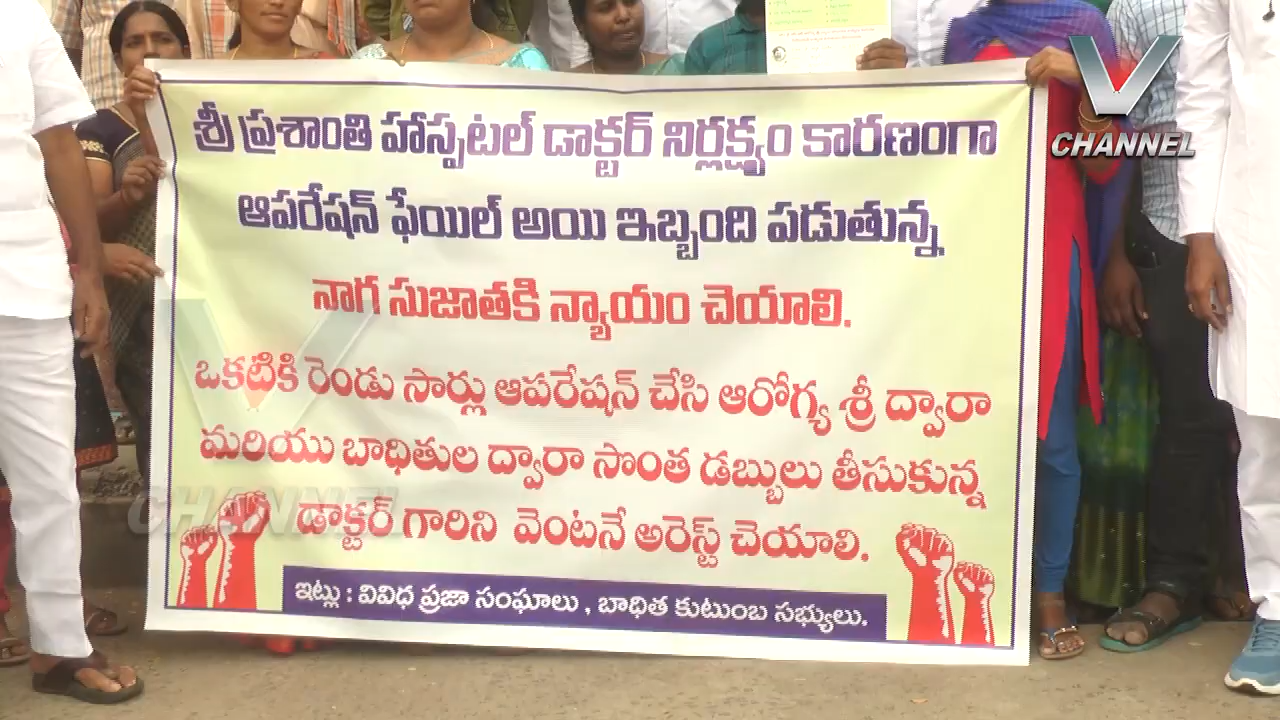 శ్రీ ప్రశాంతి హాస్పటల్ డాక్టర్ నిర్లక్ష్యం కారణంగా
ఆపరేషన్ ఫేయిల్ అయి ఇబ్బంది పడుతున్న
నాగ సుజాతకి న్యాయం చెయాలి.
ఒకటికి రెండు సార్లు ఆపరేషన్ చేసి ఆరోగ్య శ్రీ ద్వారా
మరియు బాధితుల ద్వారా సొంత డబ్బులు తీసుకున్న
డాక్టర్ గారిని వెంటనే అరెస్ట్ చెయాలి.
ఇట్లు : వివిధ ప్రజా సంఘాలు , బాధిత కుటుంబ సభ్యులు.
V
CHANNEL
V
CHANNEL